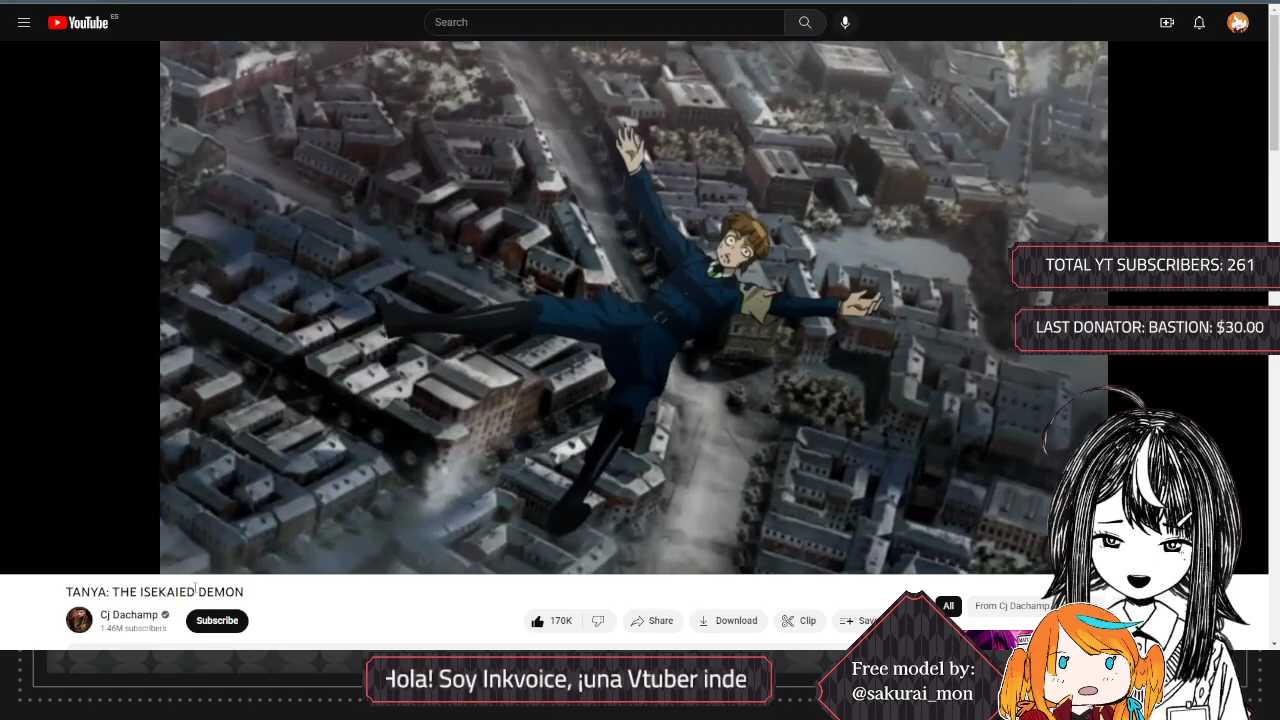 YouTube ES
Search
TOTAL YT SUBSCRIBERS: 261
LAST DONATOR: BASTION: $30.00
TANYA: THE ISEKAIED DEMON
Cj Dachamp
1.46M subscribers
Subscribe
170K
Share
Download
Clip
All
From Cj Dachamp
Hola! Soy Inkvoice, ¡una Vtuber inde
Free model by:
@sakurai_mon